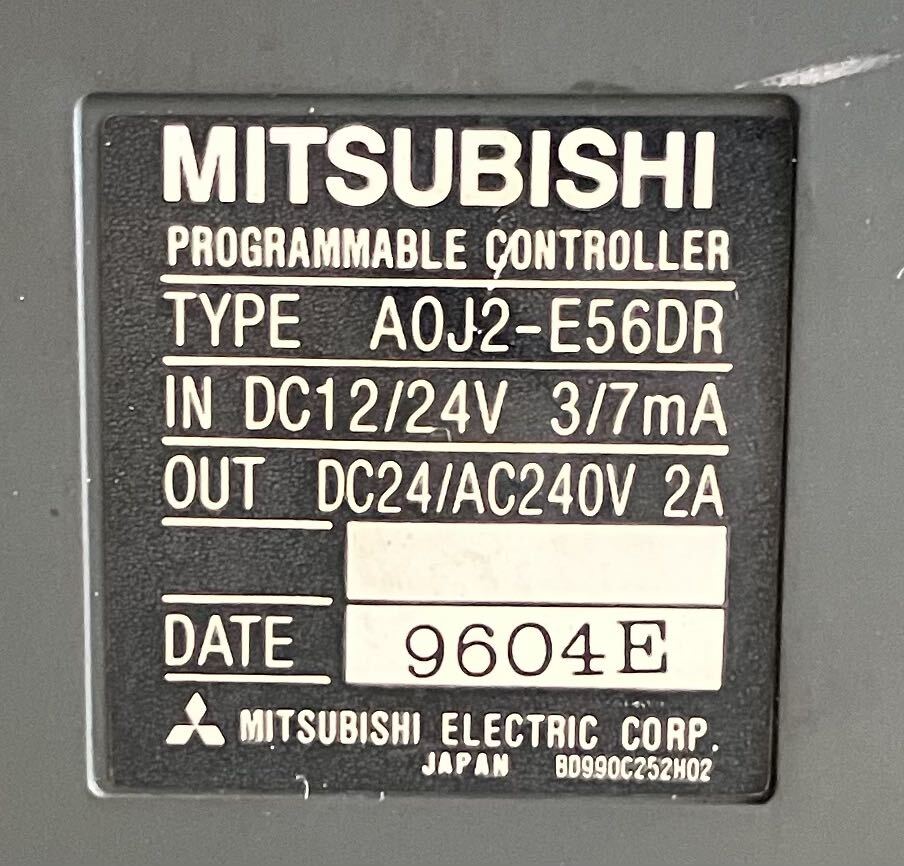 MITSUBISHI
PROGRAMMABLE CONTROLLER
TYPE A0J2-E56DR
IN DC12/24V 3/7mA
OUT DC24/AC240V 2A
DATE 9604E
MITSUBISHI ELECTRIC CORP.
JAPAN BD990C252H02